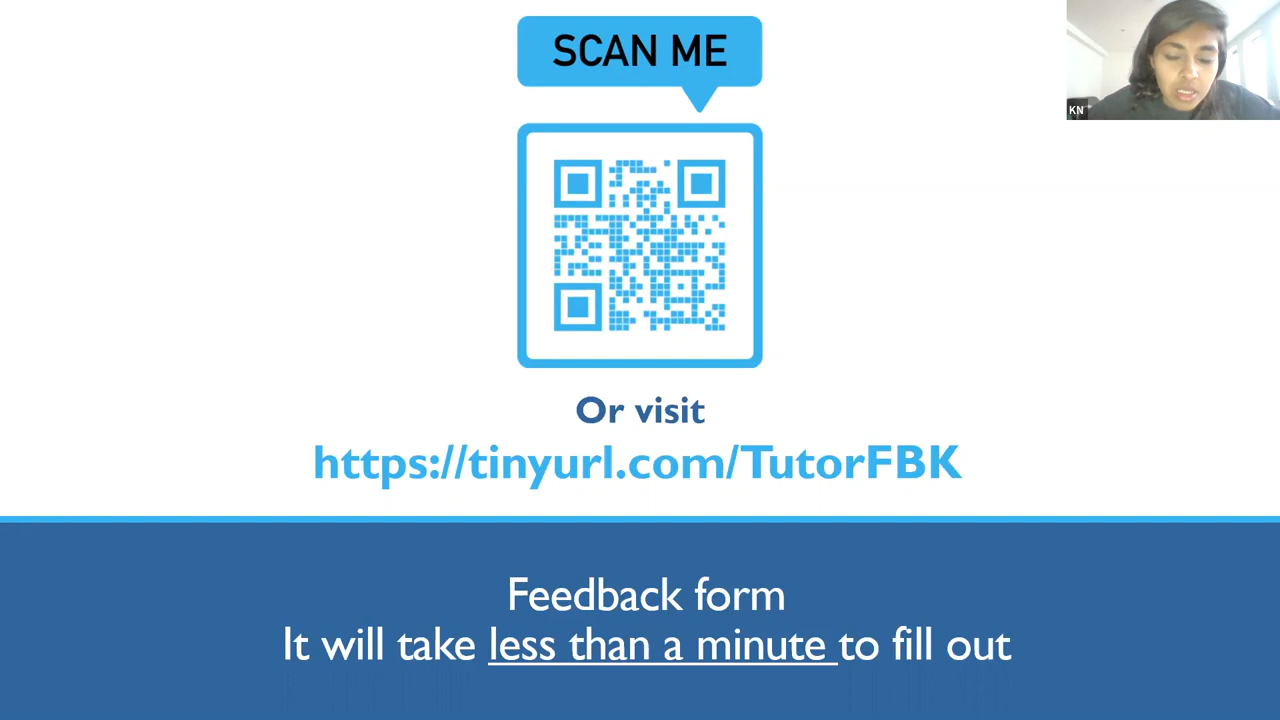 SCAN ME
KN
Or visit
https://tinyurl.com/TutorFBK
Feedback form
It will take less than a minute to fill out